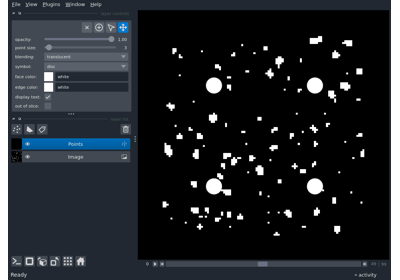 File View Plugins Window Help
opacity: 1.00
point size: 3
blending: translucent
symbol: disc
face color: white
edge color: white
display text:
out of slice:
Points
Image
0
Ready
activity